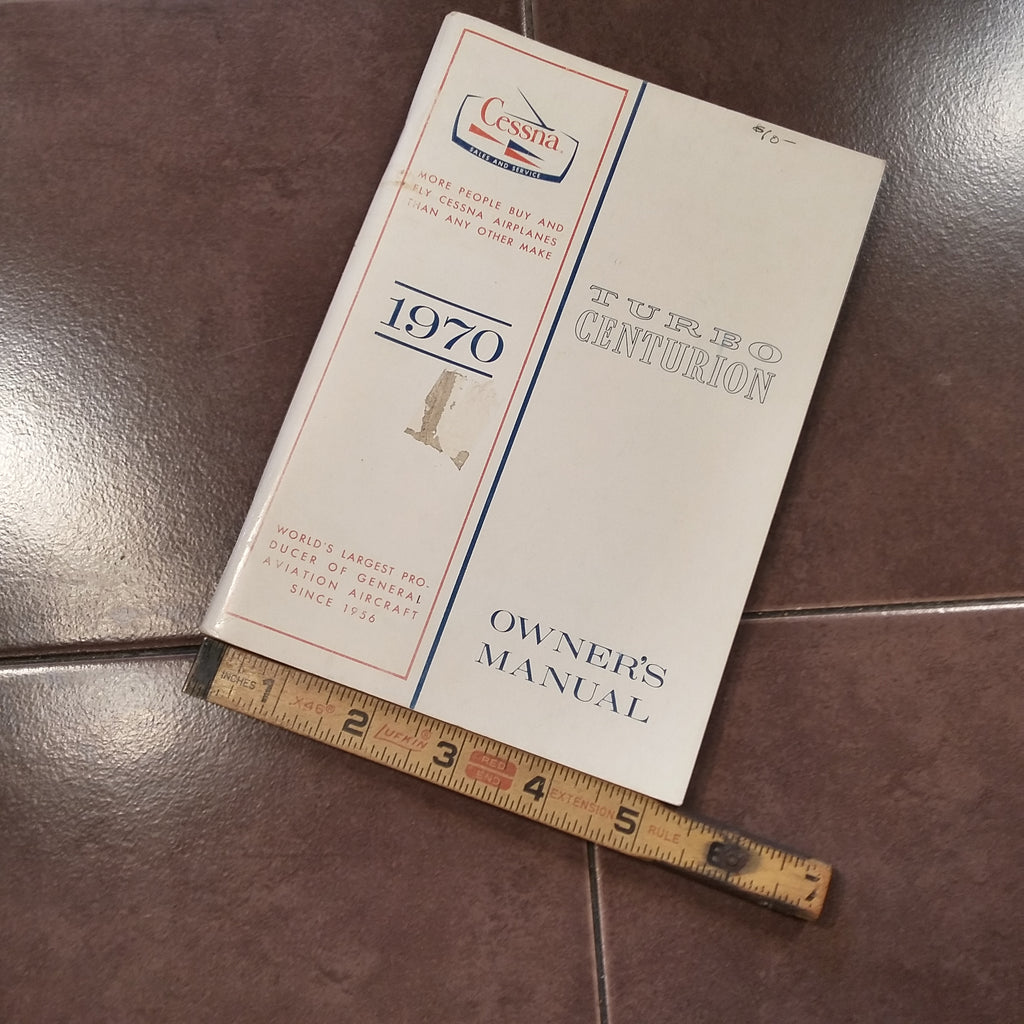 Cessna
SALES AND SERVICE
MORE PEOPLE BUY AND
FLY CESSNA AIRPLANES
THAN ANY OTHER MAKE
1970
WORLD'S LARGEST PRO-
DUCER OF GENERAL
AVIATION AIRCRAFT
SINCE 1956
$10-
TURBO
CENTURION
OWNER'S
MANUAL
INCHES 1 X46® 2 LUFKIN® 3 RED END 4 EXTENSION 5 RULE 6 7